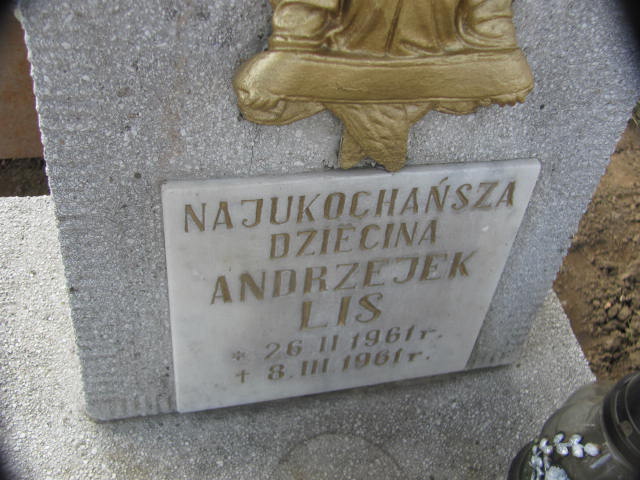 NAJUKOCHAŃSZA
DZIECINA
ANDRZEJEK
LIS
* 26 II 1961 r.
† 8.III 1961 r.